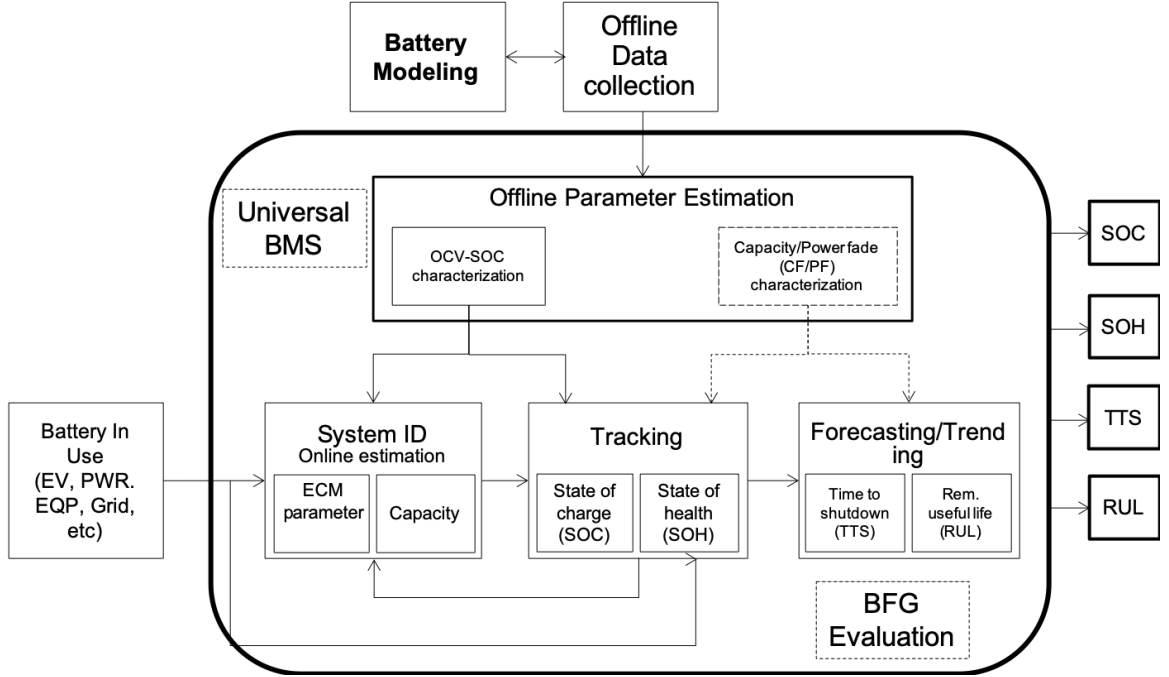 Battery
Modeling
Offline
Data
collection
Universal
BMS
Offline Parameter Estimation
OCV-SOC
characterization
Capacity/Power fade
(CF/PF)
characterization
SOC
SOH
TTS
RUL
Battery In
Use
(EV, PWR.
EQP, Grid,
etc)
System ID
Online estimation
ECM
parameter
Capacity
Tracking
State of
charge
(SOC)
State of
health
(SOH)
Forecasting/Trend
ing
Time to
shutdown
(TTS)
Rem.
useful life
(RUL)
BFG
Evaluation